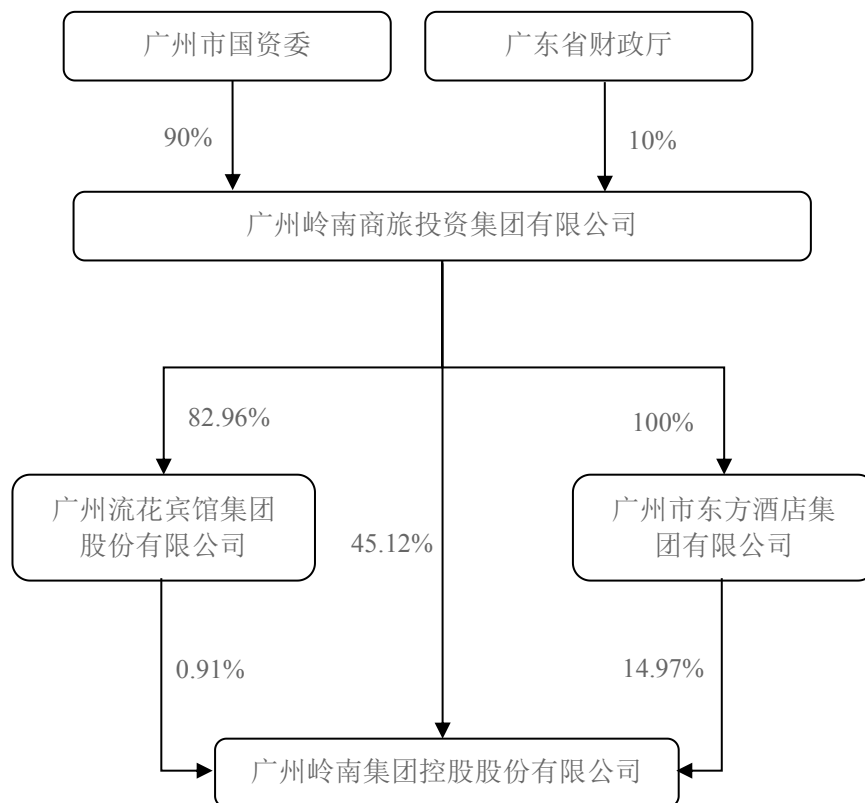 广州市国资委
广东省财政厅
90%
10%
广州岭南商旅投资集团有限公司
82.96%
100%
广州流花宾馆集团
股份有限公司
45.12%
广州市东方酒店集
团有限公司
0.91%
14.97%
广州岭南集团控股股份有限公司